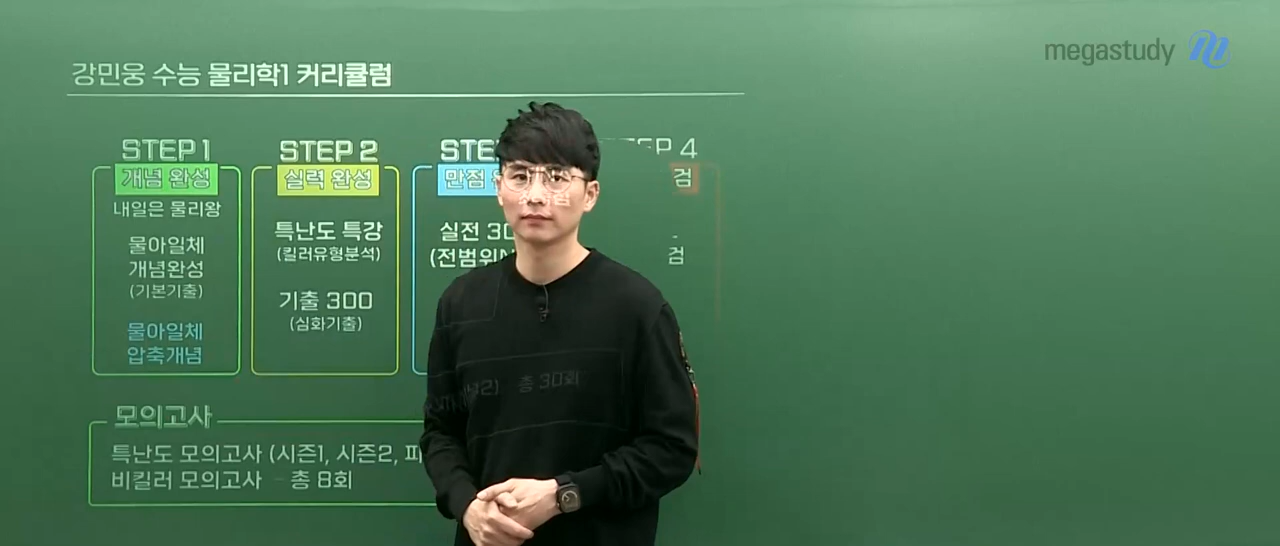 megastudy
강민웅 수능 물리학1 커리큘럼
STEP 1
개념 완성
내일은 물리왕
물아일체
개념완성
(기본기출)
물아일체
압축개념
STEP 2
실력 완성
특난도 특강
(킬러유형분석)
기출 300
(심화기출)
만점
실전
4
검
검
모의고사
특난도 모의고사 (시즌1, 시즌2,
비킬러 모의고사 총 8회
총 30회